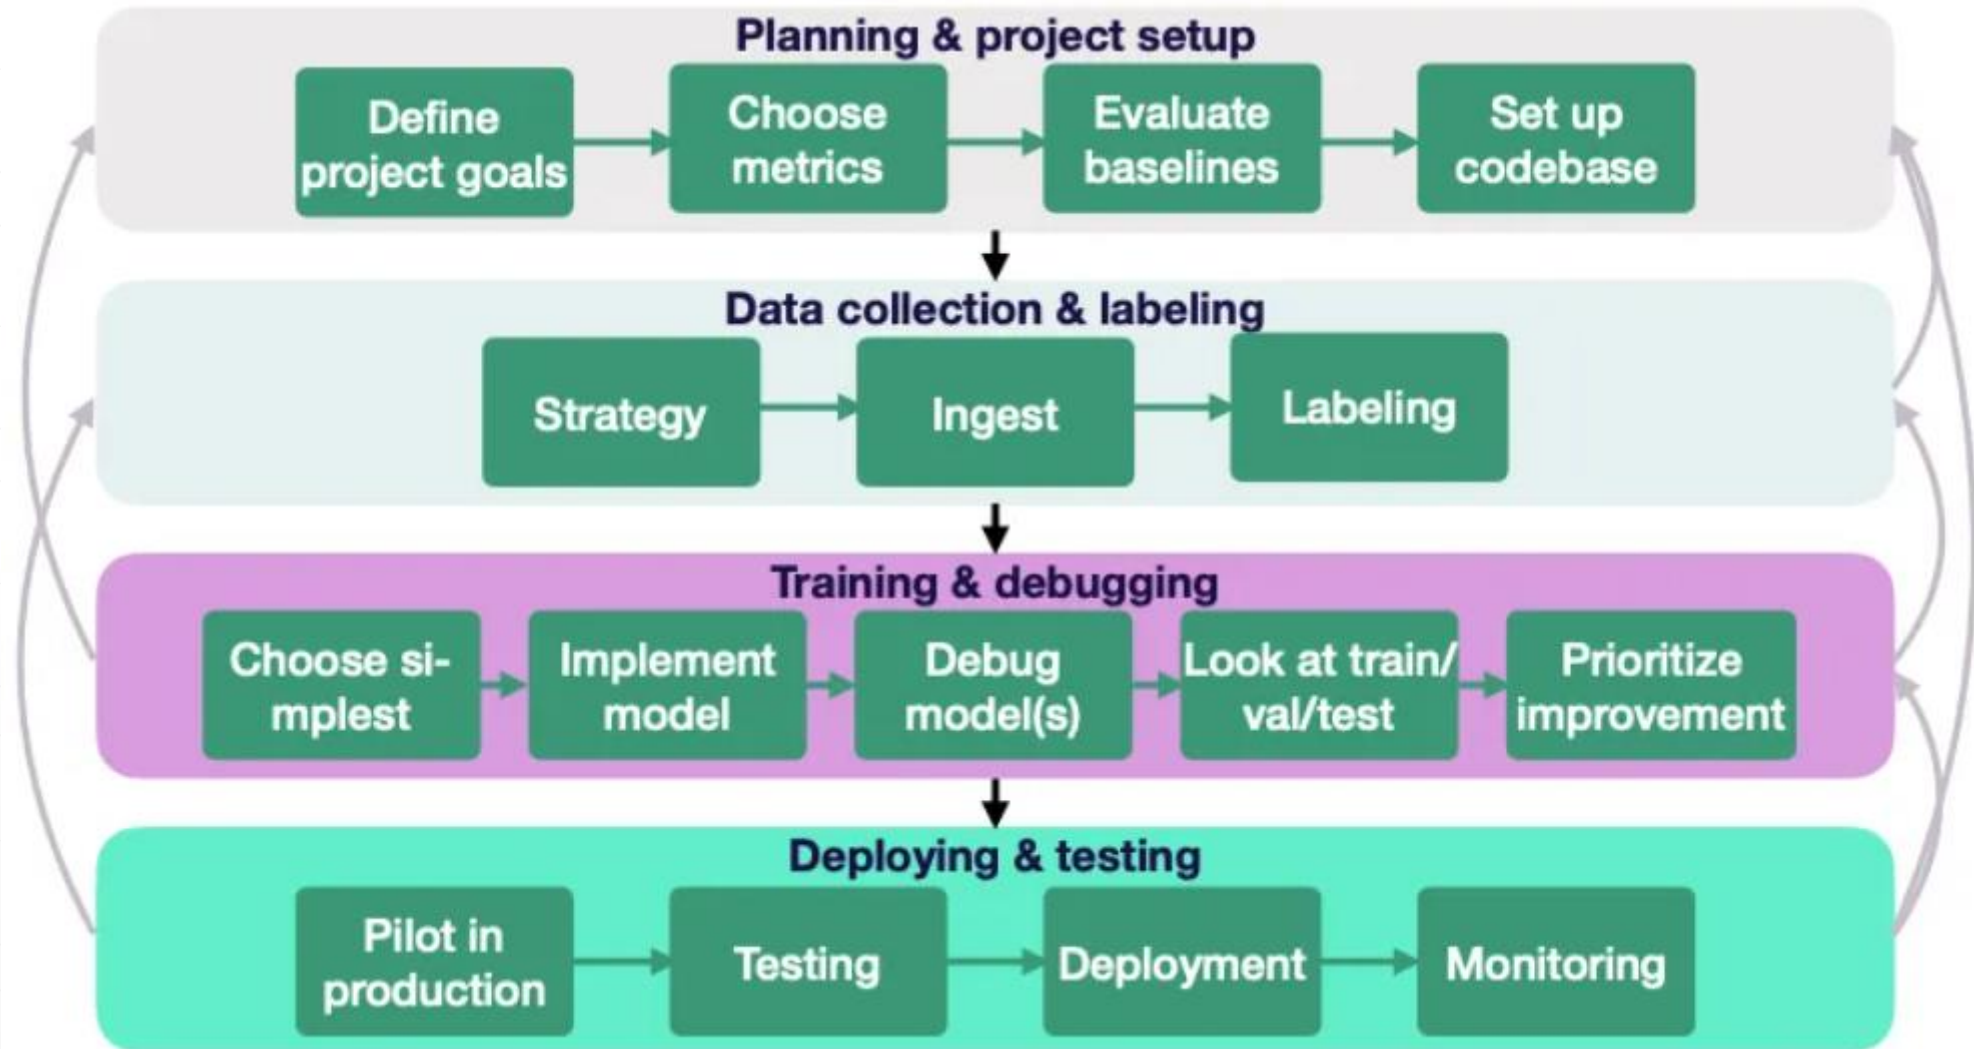 Planning & project setup
Define
project goals
Choose
metrics
Evaluate
baselines
Set up
codebase
Data collection & labeling
Strategy
Ingest
Labeling
Training & debugging
Choose si-
mplest
Implement
model
Debug
model(s)
Look at train/
val/test
Prioritize
improvement
Deploying & testing
Pilot in
production
Testing
Deployment
Monitoring